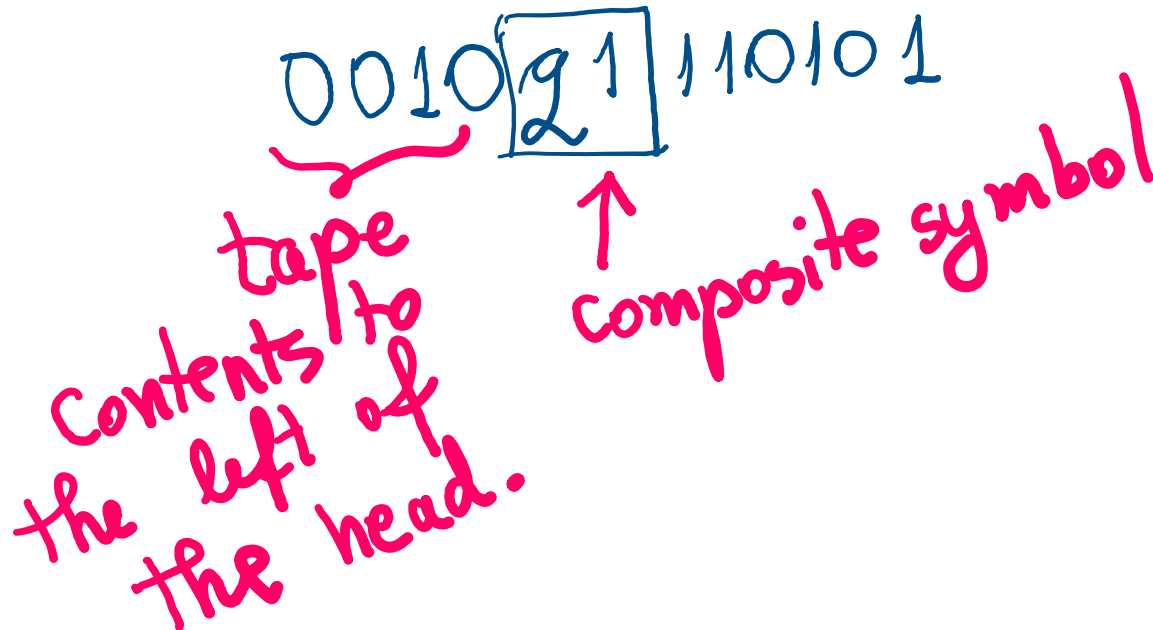 0010 q1 110101
tape
contents to
the left of
the head.
composite symbol